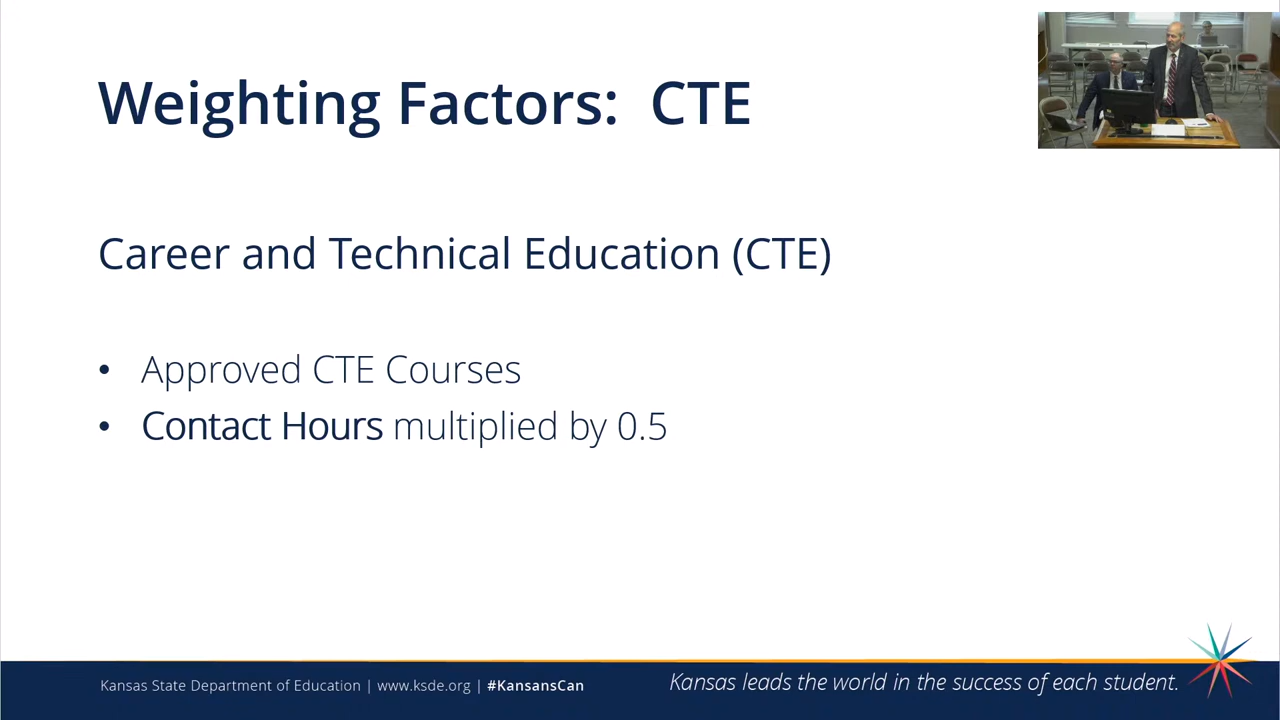 Weighting Factors: CTE
Career and Technical Education (CTE)
• Approved CTE Courses
• Contact Hours multiplied by 0.5
Kansas State Department of Education | www.ksde.org | #KansansCan
Kansas leads the world in the success of each student.